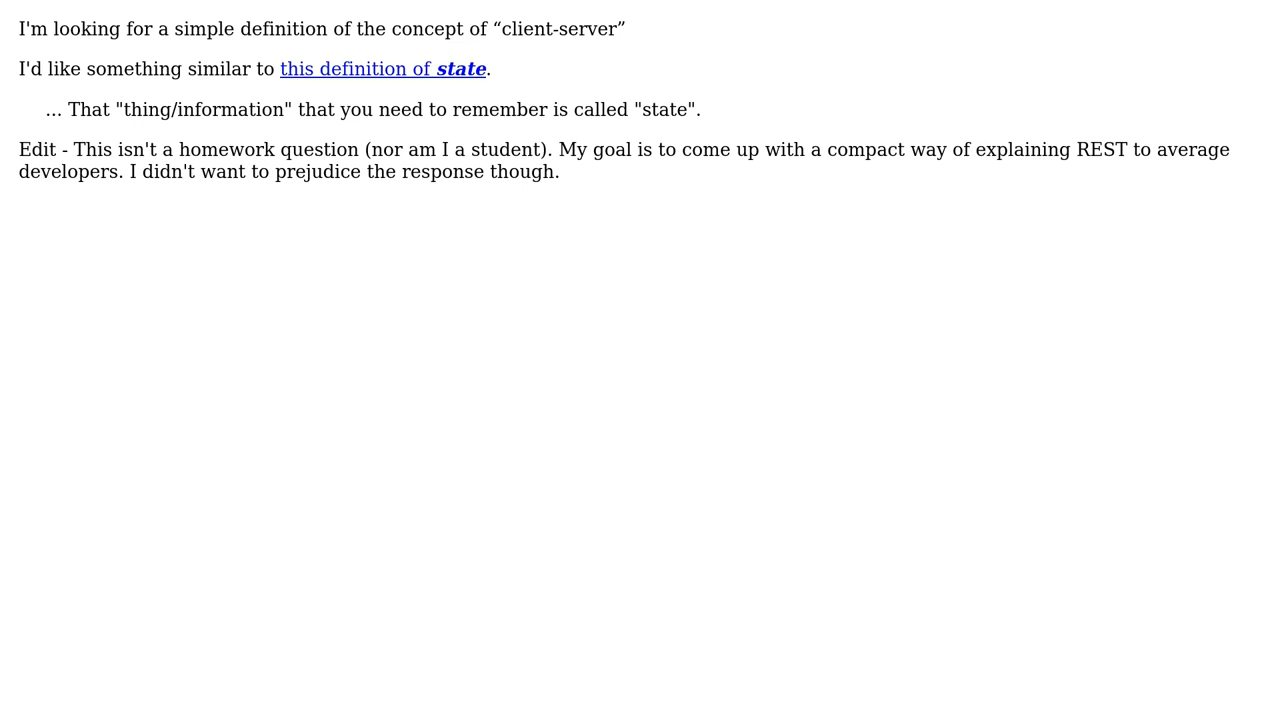 I'm looking for a simple definition of the concept of “client-server”
I'd like something similar to this definition of state.
... That "thing/information" that you need to remember is called "state".
Edit - This isn't a homework question (nor am I a student). My goal is to come up with a compact way of explaining REST to average
developers. I didn't want to prejudice the response though.